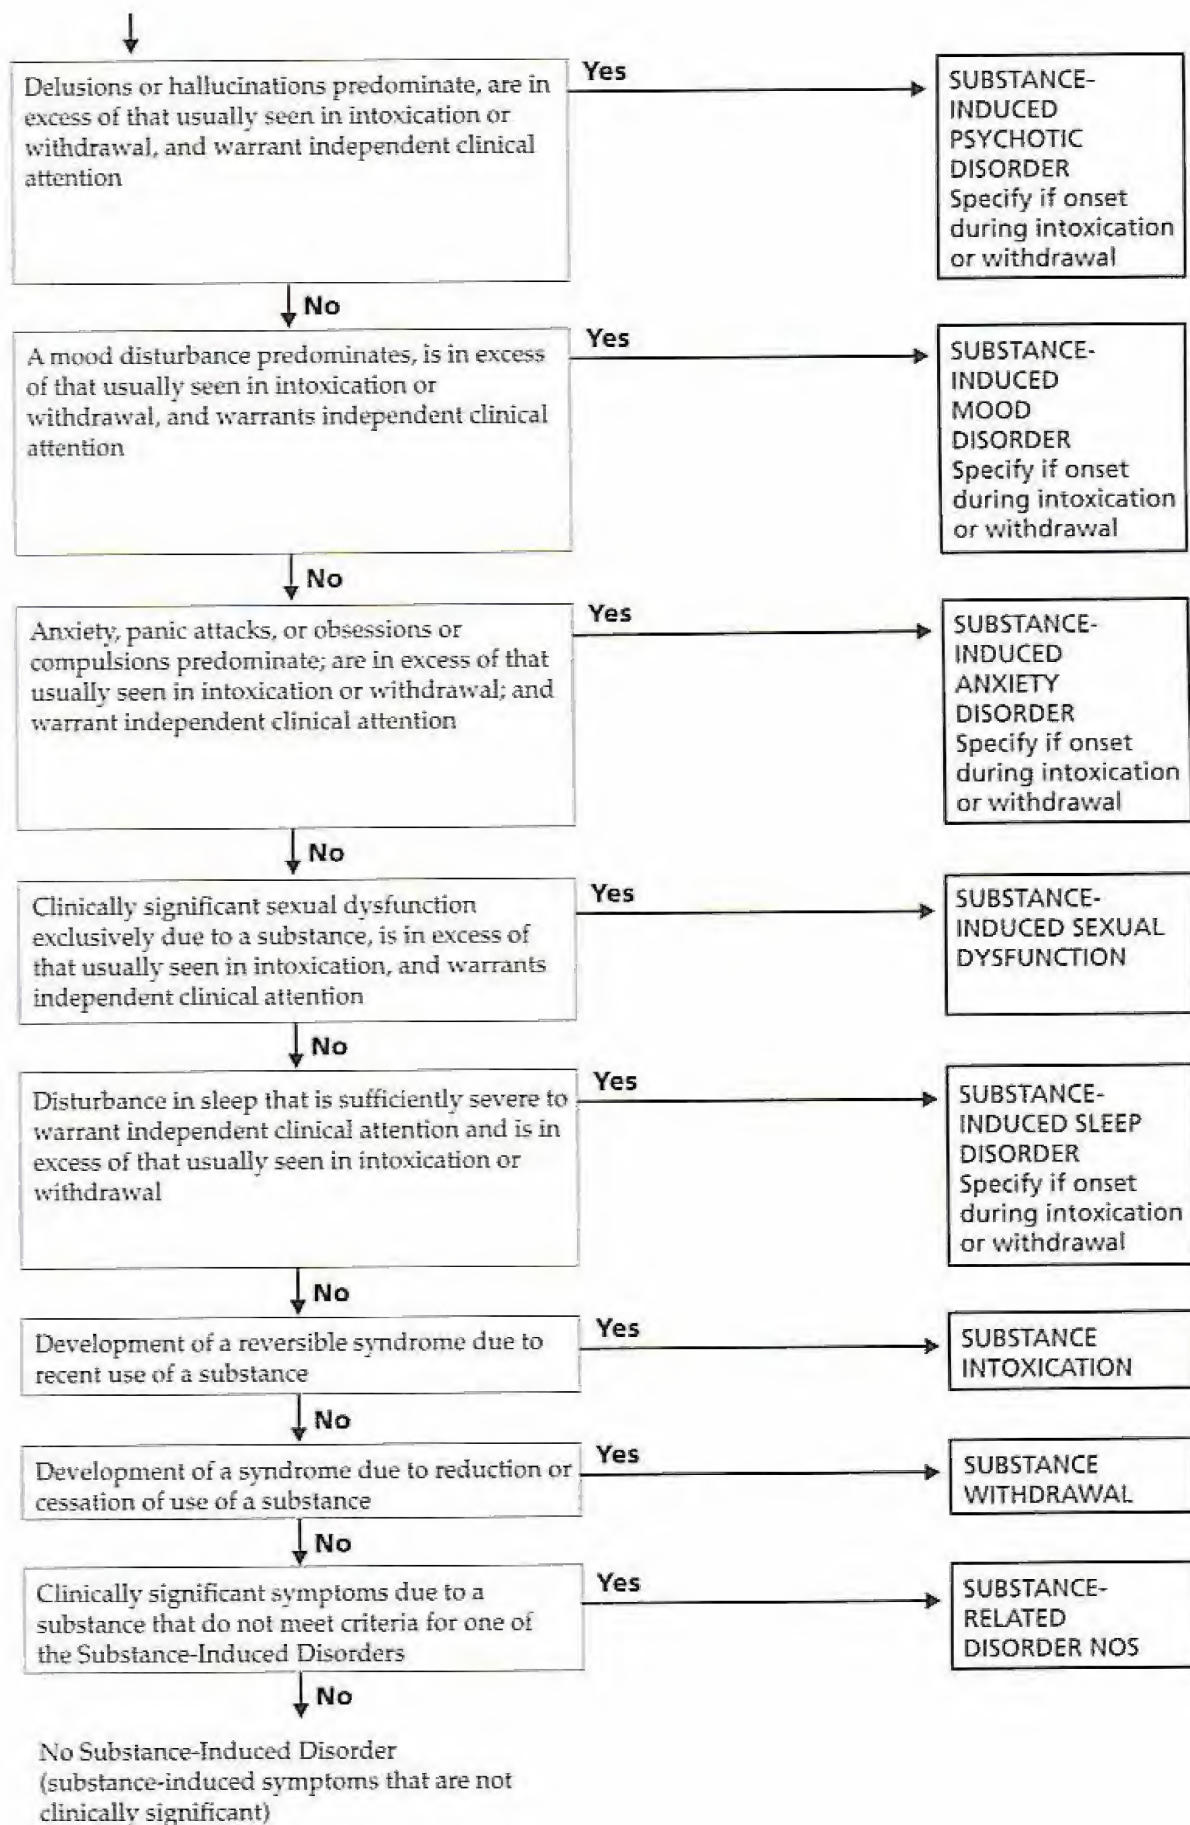 Delusions or hallucinations predominate, are in
excess of that usually seen in intoxication or
withdrawal, and warrant independent clinical
attention
Yes
SUBSTANCE-
INDUCED
PSYCHOTIC
DISORDER
Specify if onset
during intoxication
or withdrawal
No
A mood disturbance predominates, is in excess
of that usually seen in intoxication or
withdrawal, and warrants independent clinical
attention
Yes
SUBSTANCE-
INDUCED
MOOD
DISORDER
Specify if onset
during intoxication
or withdrawal
No
Anxiety, panic attacks, or obsessions or
compulsions predominate; are in excess of that
usually seen in intoxication or withdrawal; and
warrant independent clinical attention
Yes
SUBSTANCE-
INDUCED
ANXIETY
DISORDER
Specify if onset
during intoxication
or withdrawal
No
Clinically significant sexual dysfunction
exclusively due to a substance, is in excess of
that usually seen in intoxication, and warrants
independent clinical attention
Yes
SUBSTANCE-
INDUCED SEXUAL
DYSFUNCTION
No
Disturbance in sleep that is sufficiently severe to
warrant independent clinical attention and is in
excess of that usually seen in intoxication or
withdrawal
Yes
SUBSTANCE-
INDUCED SLEEP
DISORDER
Specify if onset
during intoxication
or withdrawal
No
Development of a reversible syndrome due to
recent use of a substance
Yes
SUBSTANCE
INTOXICATION
No
Development of a syndrome due to reduction or
cessation of use of a substance
Yes
SUBSTANCE
WITHDRAWAL
No
Clinically significant symptoms due to a
substance that do not meet criteria for one of
the Substance-Induced Disorders
Yes
SUBSTANCE-
RELATED
DISORDER NOS
No
No Substance-Induced Disorder
(substance-induced symptoms that are not
clinically significant)